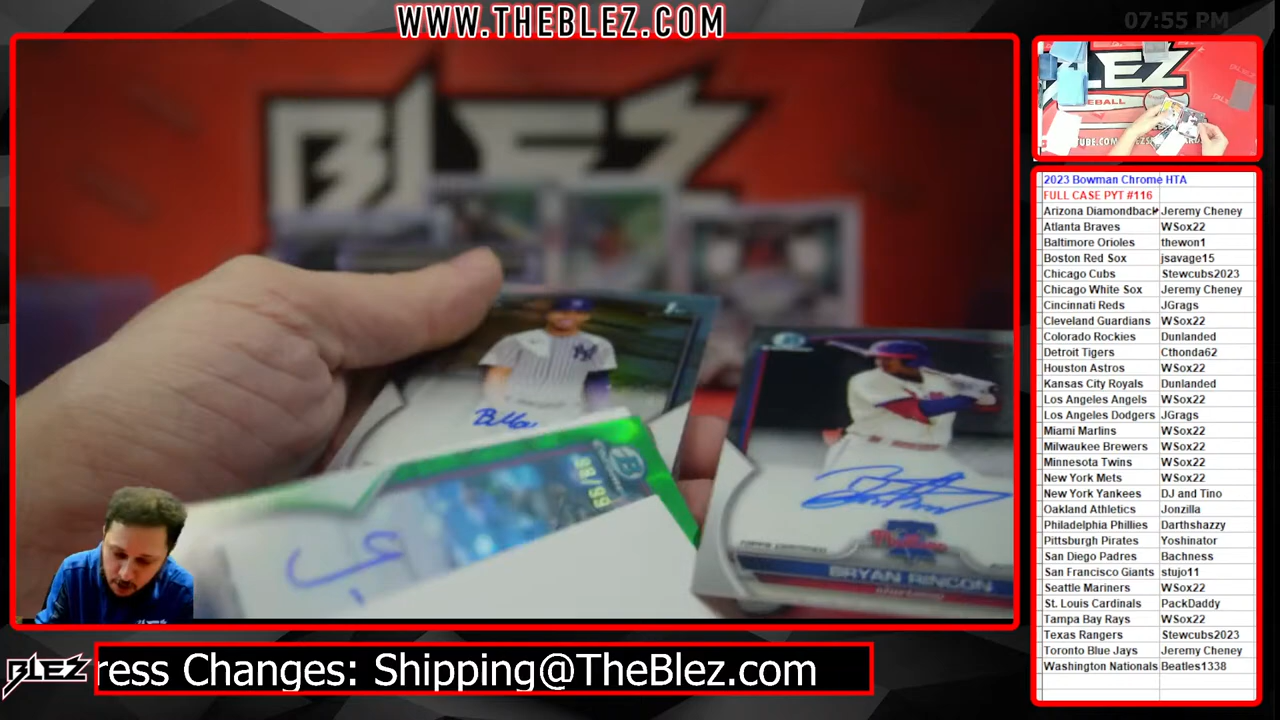 WWW.THEBLEZ.COM
07:55 PM
BLEZ
BRYAN RINCON
LEZ
2023 Bowman Chrome HTA
FULL CASE PYT #116
Arizona Diamondback Jeremy Cheney
Atlanta Braves WSox22
Baltimore Orioles thewon1
Boston Red Sox jsavage15
Chicago Cubs Stewcubs2023
Chicago White Sox Jeremy Cheney
Cincinnati Reds JGrags
Cleveland Guardians WSox22
Colorado Rockies Dunlanded
Detroit Tigers Cthonda62
Houston Astros WSox22
Kansas City Royals Dunlanded
Los Angeles Angels WSox22
Los Angeles Dodgers JGrags
Miami Marlins WSox22
Milwaukee Brewers WSox22
Minnesota Twins WSox22
New York Mets WSox22
New York Yankees DJ and Tino
Oakland Athletics Jonzilla
Philadelphia Phillies Darthshazzy
Pittsburgh Pirates Yoshinator
San Diego Padres Bachness
San Francisco Giants stujo11
Seattle Mariners WSox22
St. Louis Cardinals PackDaddy
Tampa Bay Rays WSox22
Texas Rangers Stewcubs2023
Toronto Blue Jays Jeremy Cheney
Washington Nationals Beatles1338
BLEZ
ress Changes: Shipping@TheBlez.com